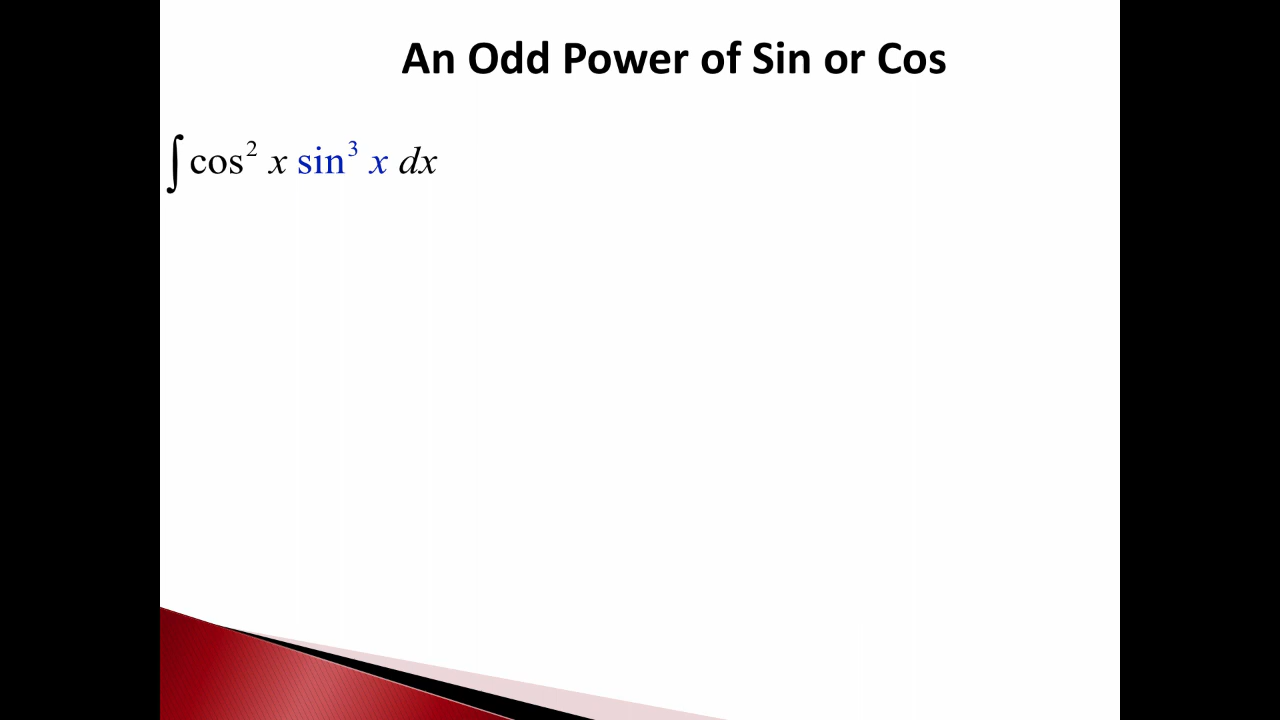 An Odd Power of Sin or Cos
∫cos² x sin³ x dx